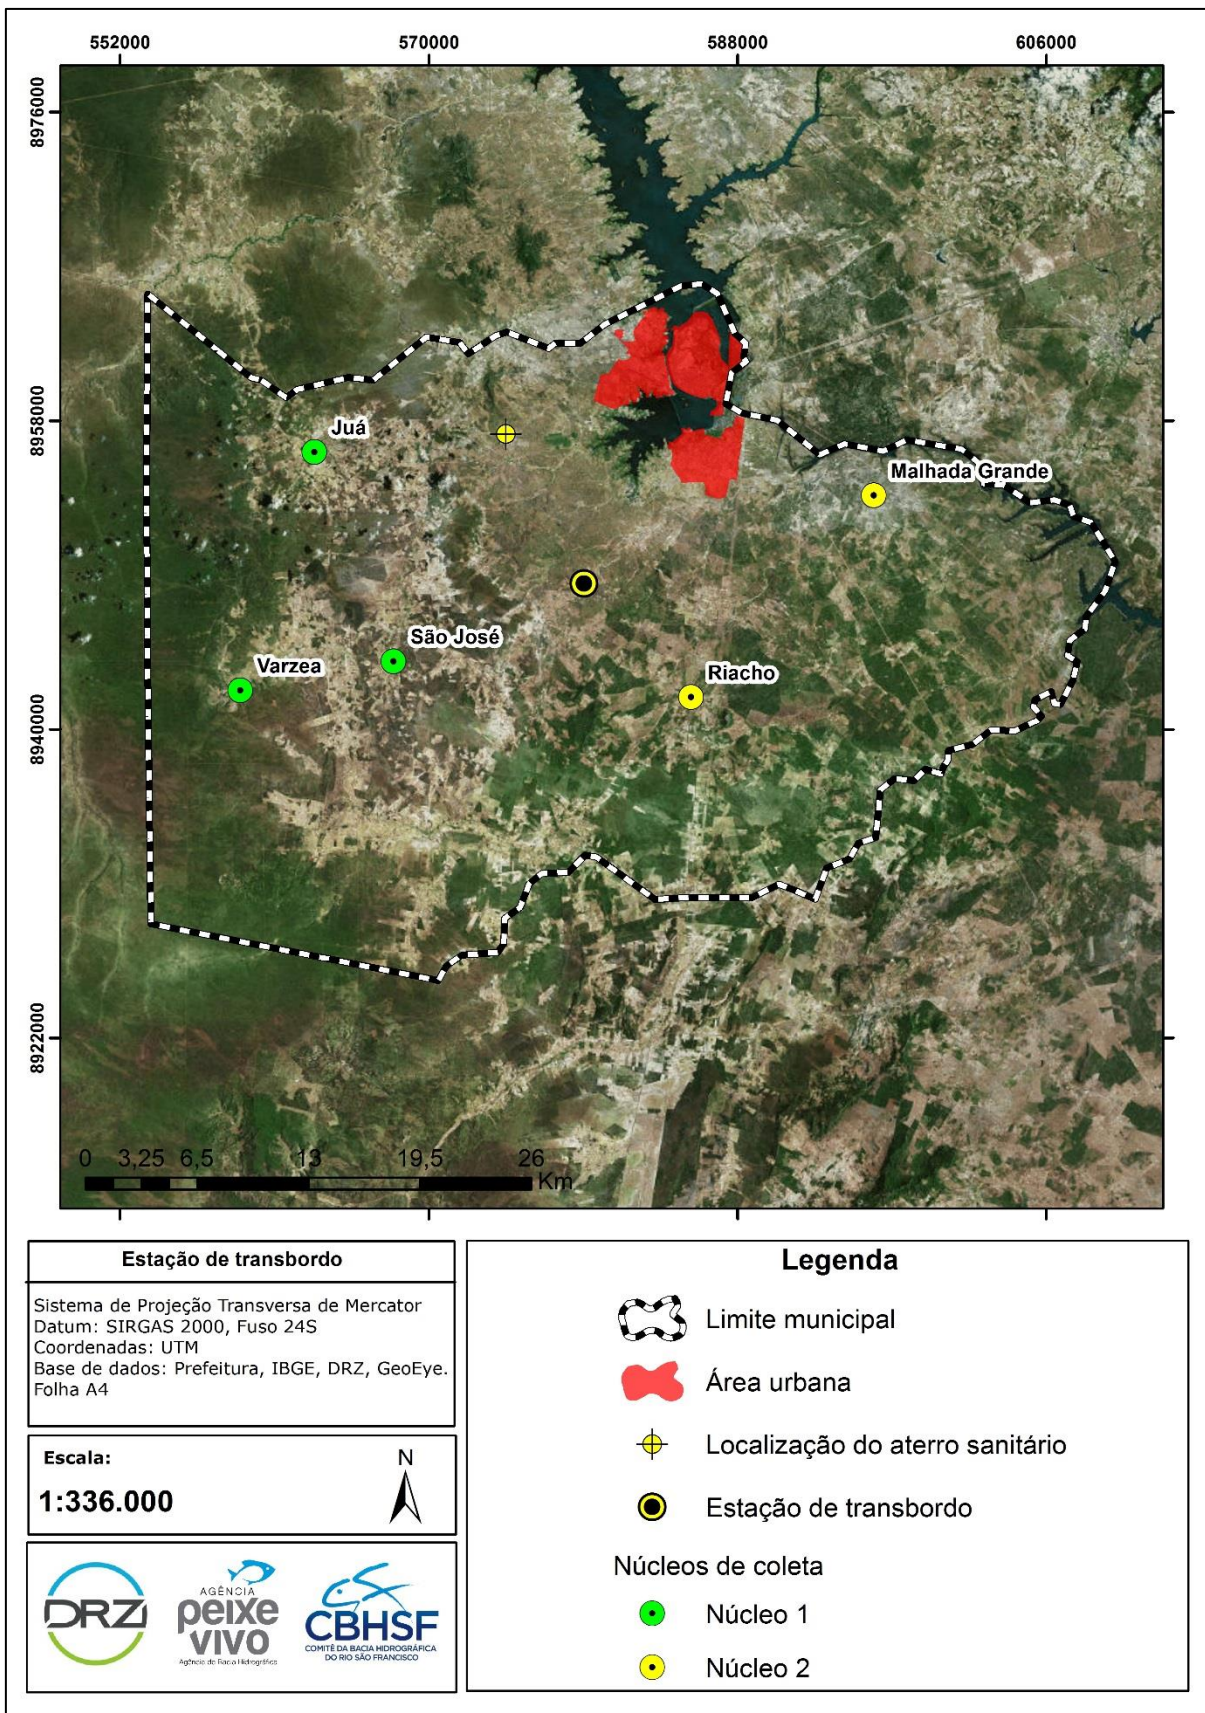 552000
570000
588000
606000
8976000
8958000
8940000
8922000
Juá
Malhada Grande
São José
Varzea
Riacho
0 3,25 6,5 13 19,5 26
Km
Estação de transbordo
Sistema de Projeção Transversa de Mercator
Datum: SIRGAS 2000, Fuso 24S
Coordenadas: UTM
Base de dados: Prefeitura, IBGE, DRZ, GeoEye.
Folha A4
Escala:
1:336.000
N
DRZ
AGÊNCIA
peixe
vivo
Agência de Bacia Hidrográfica
CBHSF
COMITÊ DA BACIA HIDROGRÁFICA
DO RIO SÃO FRANCISCO
Legenda
Limite municipal
Área urbana
Localização do aterro sanitário
Estação de transbordo
Núcleos de coleta
Núcleo 1
Núcleo 2